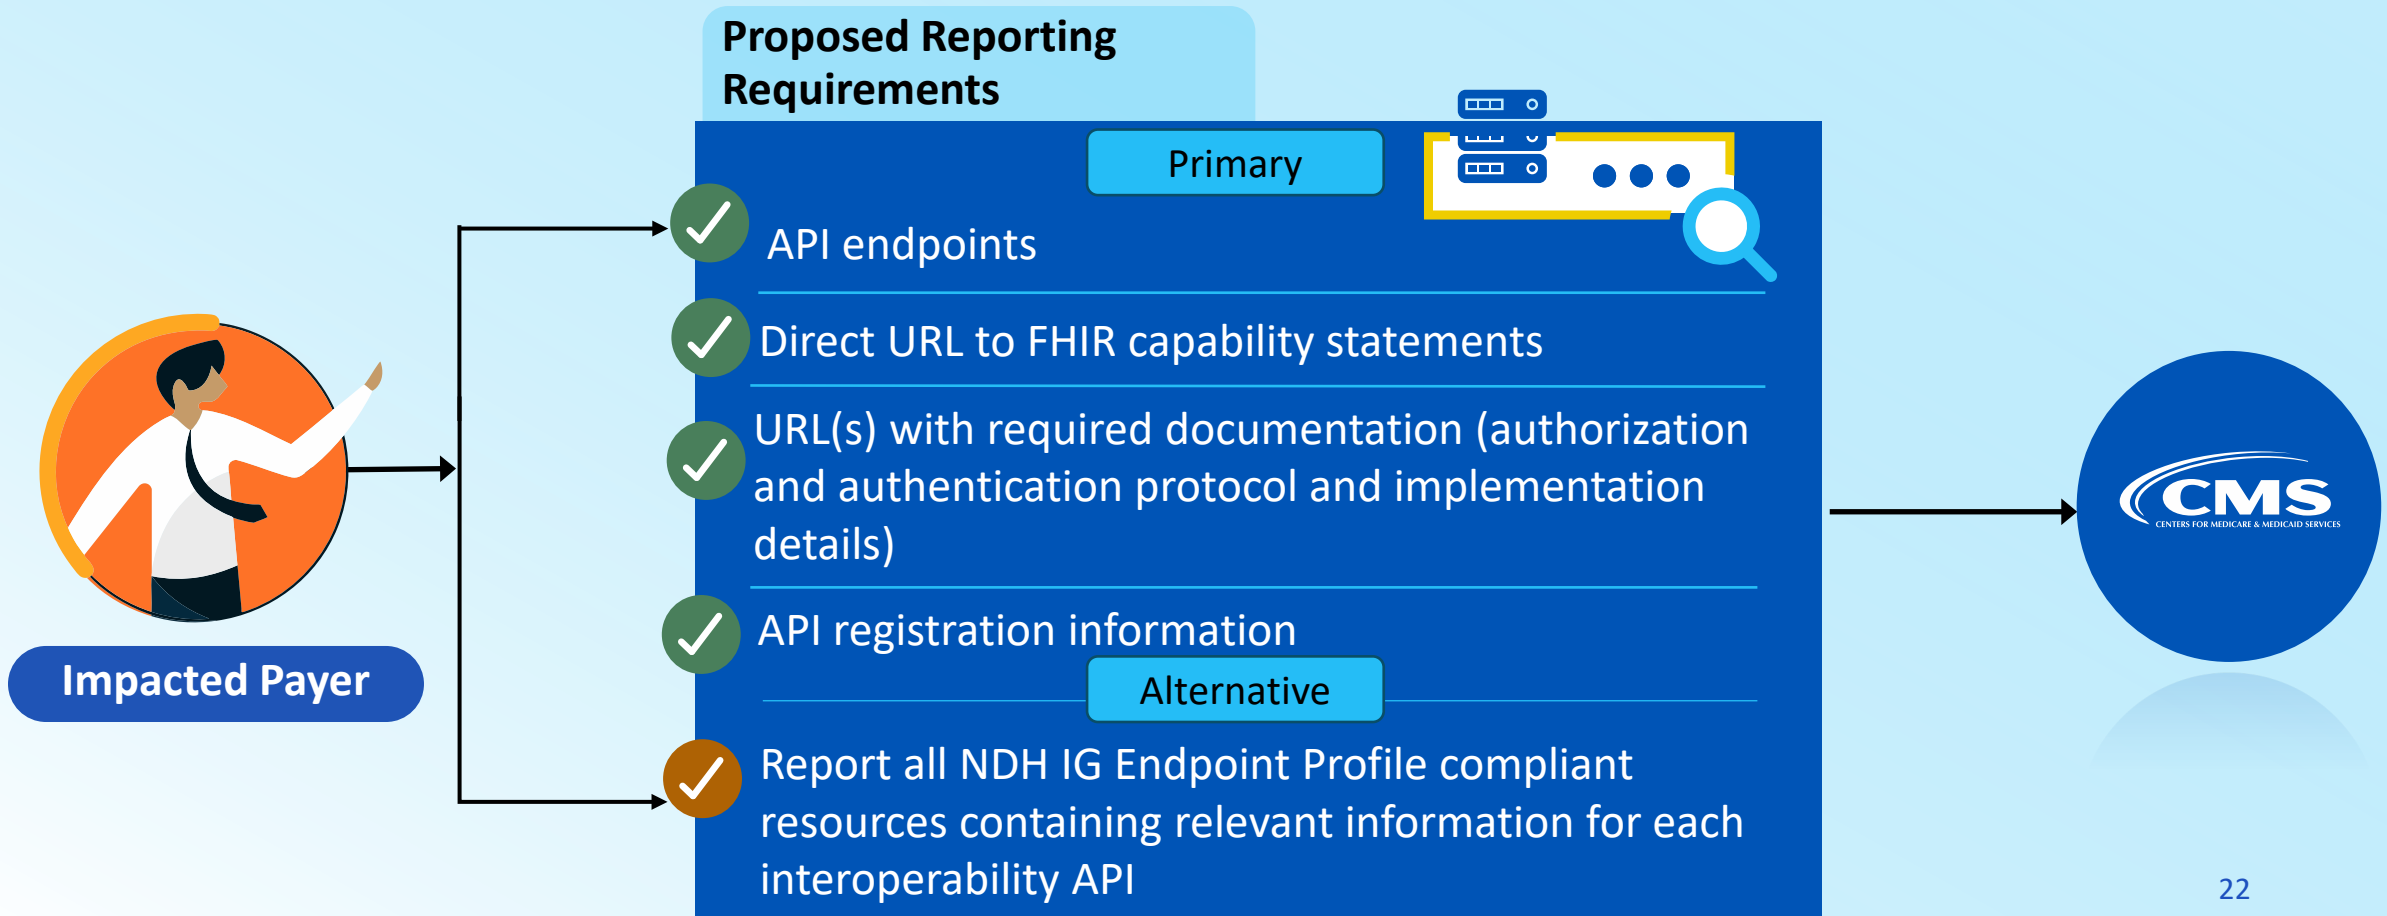 Proposed Reporting
Requirements
Primary
API endpoints
Direct URL to FHIR capability statements
URL(s) with required documentation (authorization
and authentication protocol and implementation
details)
API registration information
Alternative
Report all NDH IG Endpoint Profile compliant
resources containing relevant information for each
interoperability API
Impacted Payer
CMS
CENTERS FOR MEDICARE & MEDICAID SERVICES
22